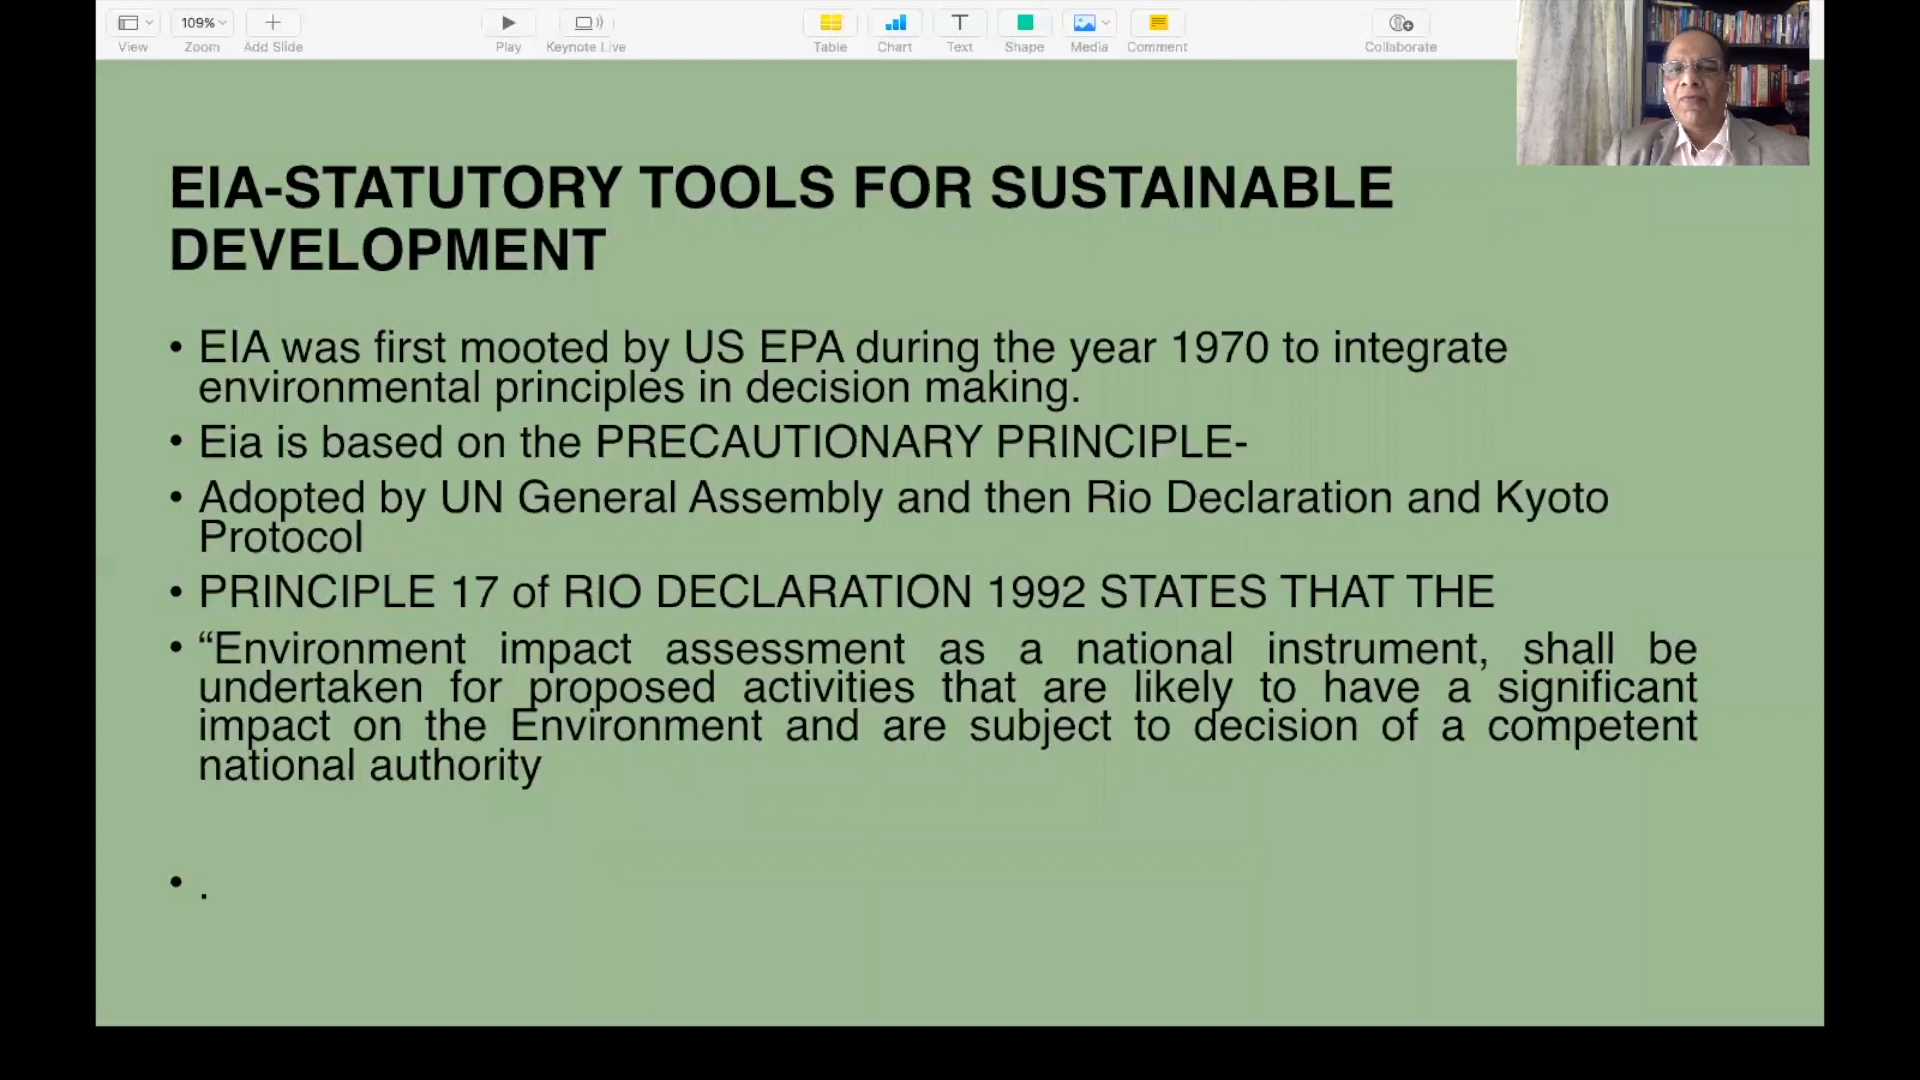 109%
View
Zoom
Add Slide
Play
Keynote Live
Table
Chart
Text
Shape
Media
Comment
Collaborate
EIA-STATUTORY TOOLS FOR SUSTAINABLE
DEVELOPMENT
• EIA was first mooted by US EPA during the year 1970 to integrate
environmental principles in decision making.
• Eia is based on the PRECAUTIONARY PRINCIPLE-
• Adopted by UN General Assembly and then Rio Declaration and Kyoto
Protocol
• PRINCIPLE 17 of RIO DECLARATION 1992 STATES THAT THE
• “Environment impact assessment as a national instrument, shall be
undertaken for proposed activities that are likely to have a significant
impact on the Environment and are subject to decision of a competent
national authority
• .